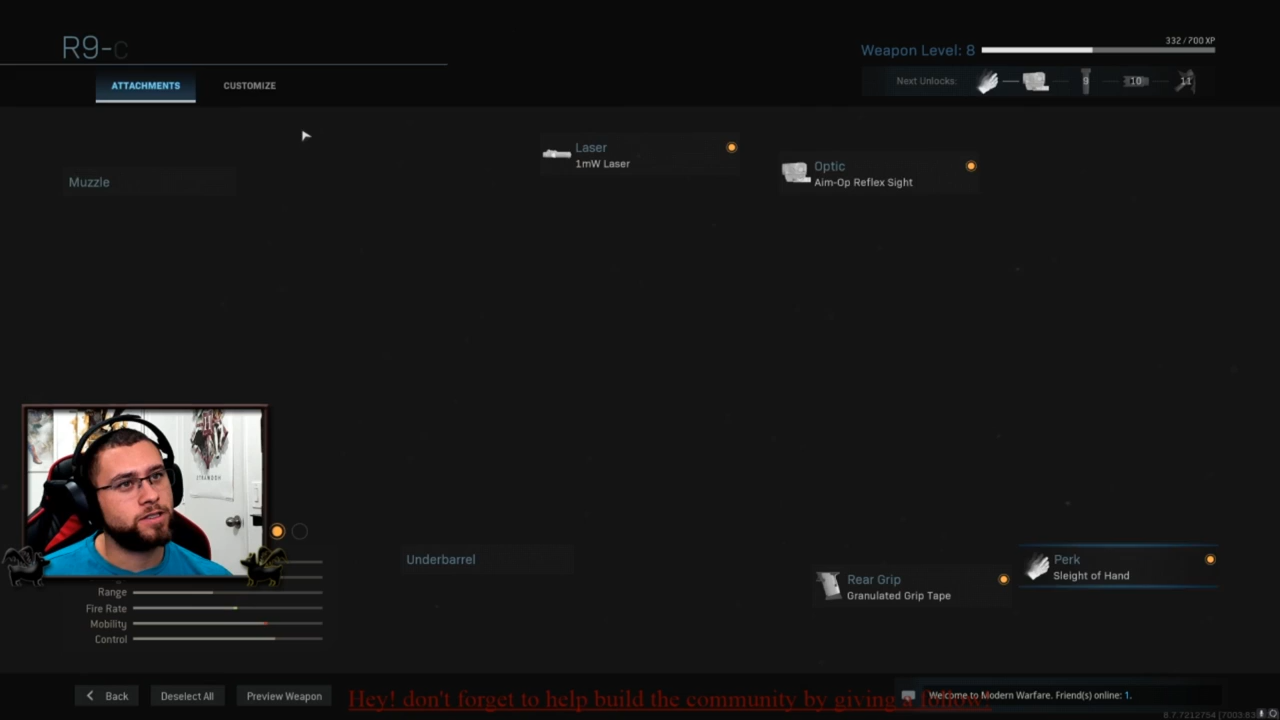 R9-0
332 / 700 XP
Weapon Level: 8
ATTACHMENTS
CUSTOMIZE
Next Unlocks:
9
10
11
Laser
1mW Laser
Optic
Aim-Op Reflex Sight
Muzzle
Underbarrel
Perk
Sleight of Hand
Rear Grip
Granulated Grip Tape
Range
Fire Rate
Mobility
Control
Back
Deselect All
Preview Weapon
Hey! don't forget to help build the community by giving a follow!
Welcome to Modern Warfare. Friend(s) online: 1.